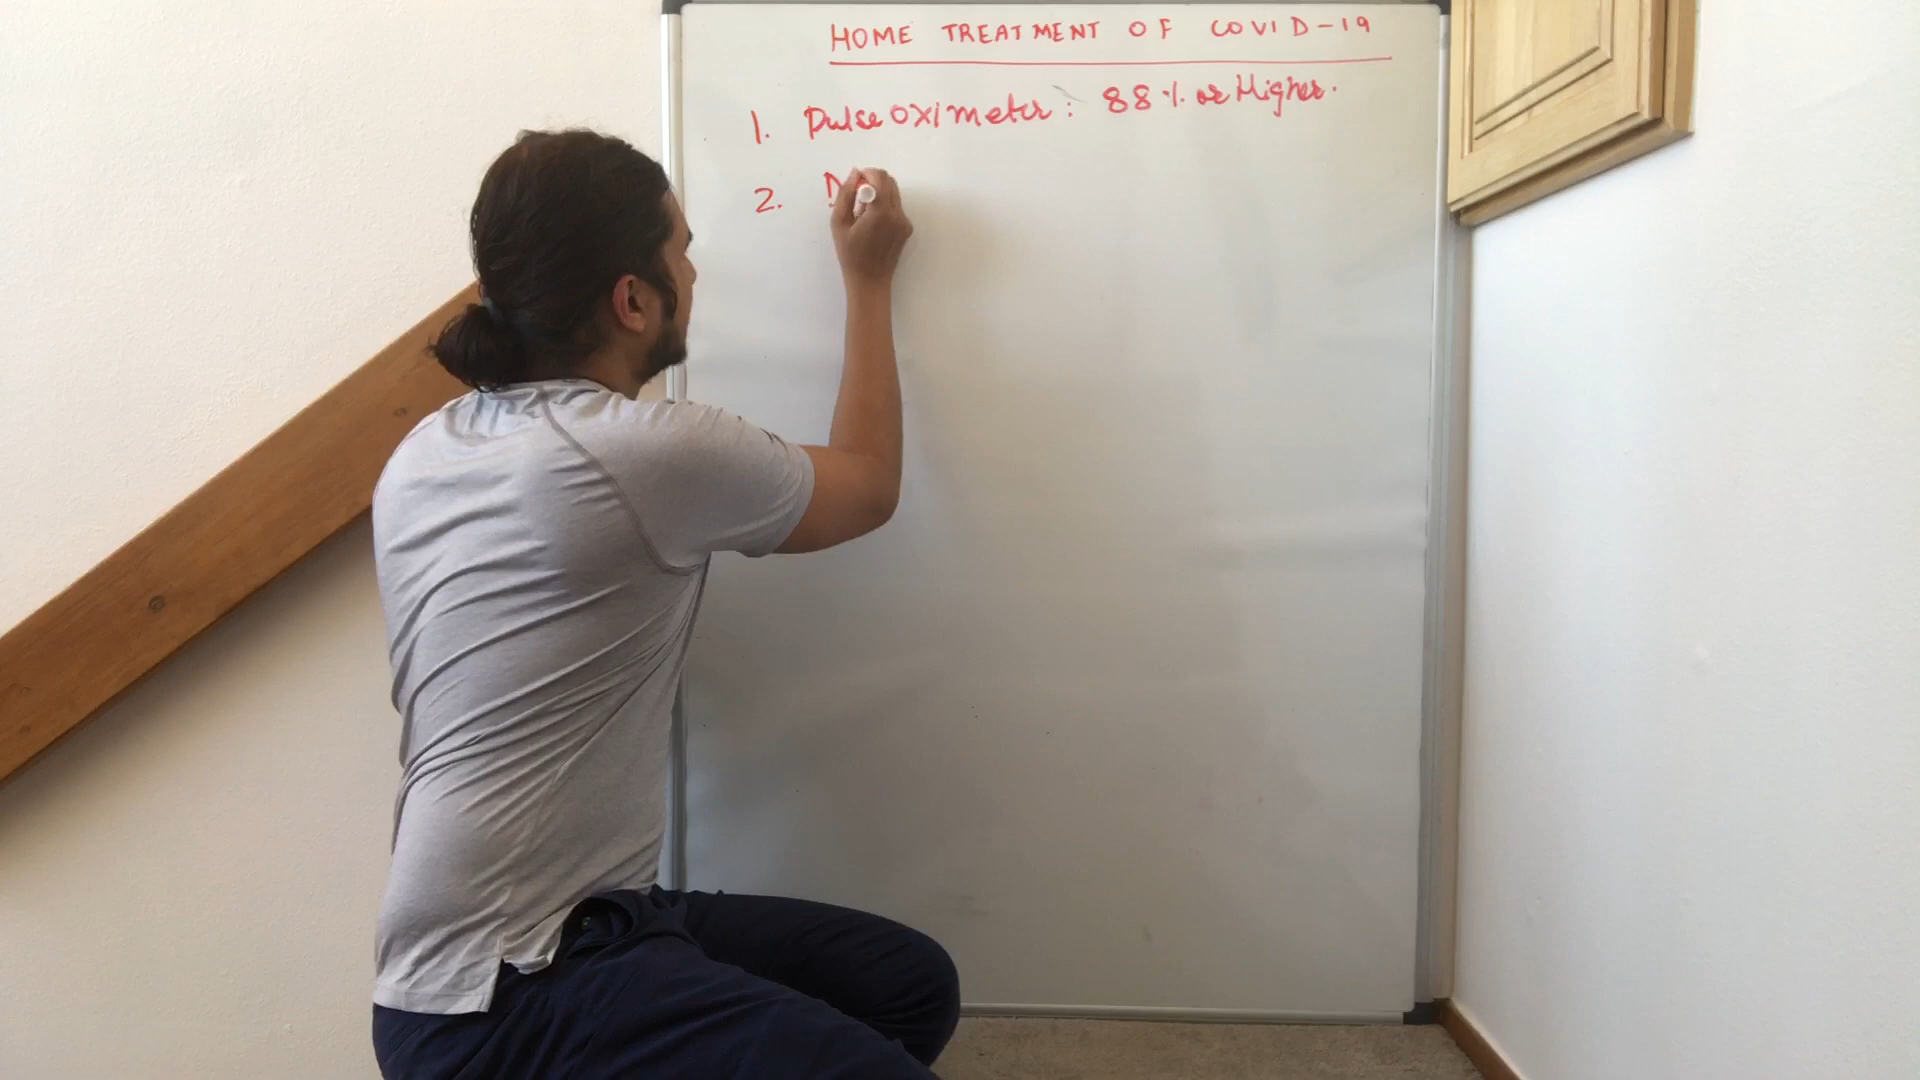 HOME TREATMENT OF COVID-19
1. Pulse oximeter: 88% or Higher.
2. D